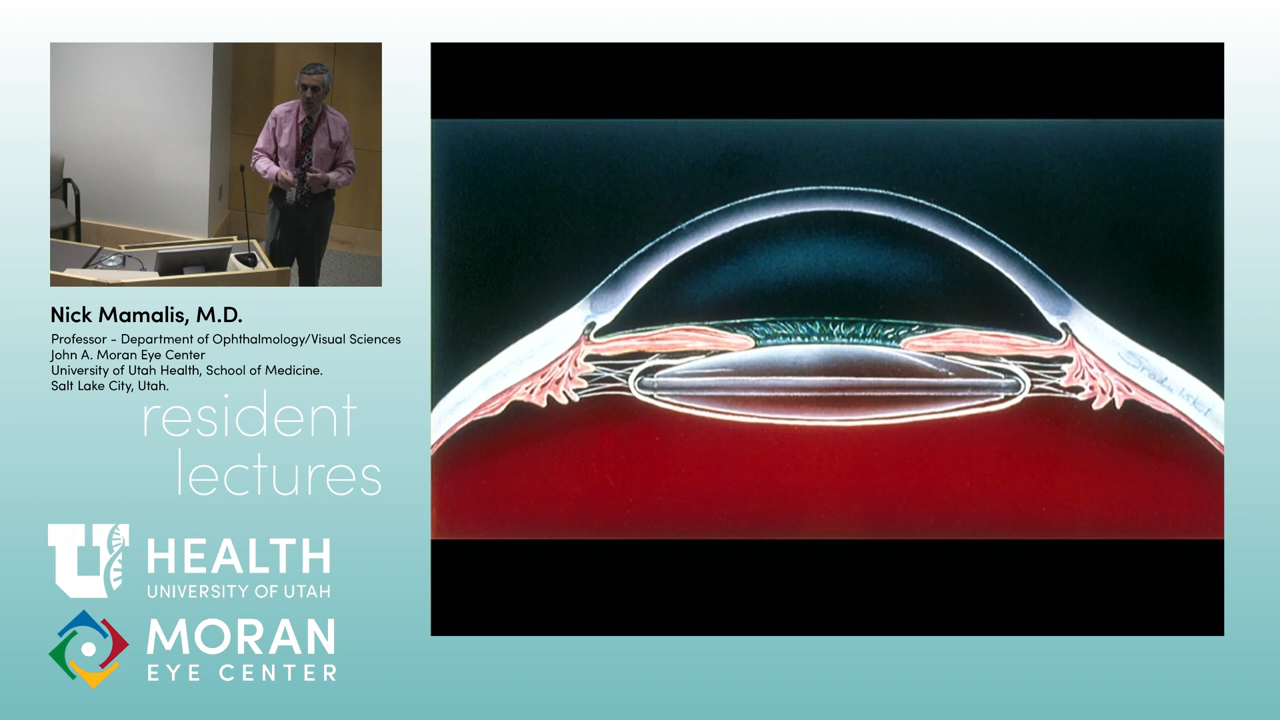 Nick Mamalis, M.D.
Professor - Department of Ophthalmology/Visual Sciences
John A. Moran Eye Center
University of Utah Health, School of Medicine.
Salt Lake City, Utah.
resident
lectures
U HEALTH
UNIVERSITY OF UTAH
MORAN
EYE CENTER